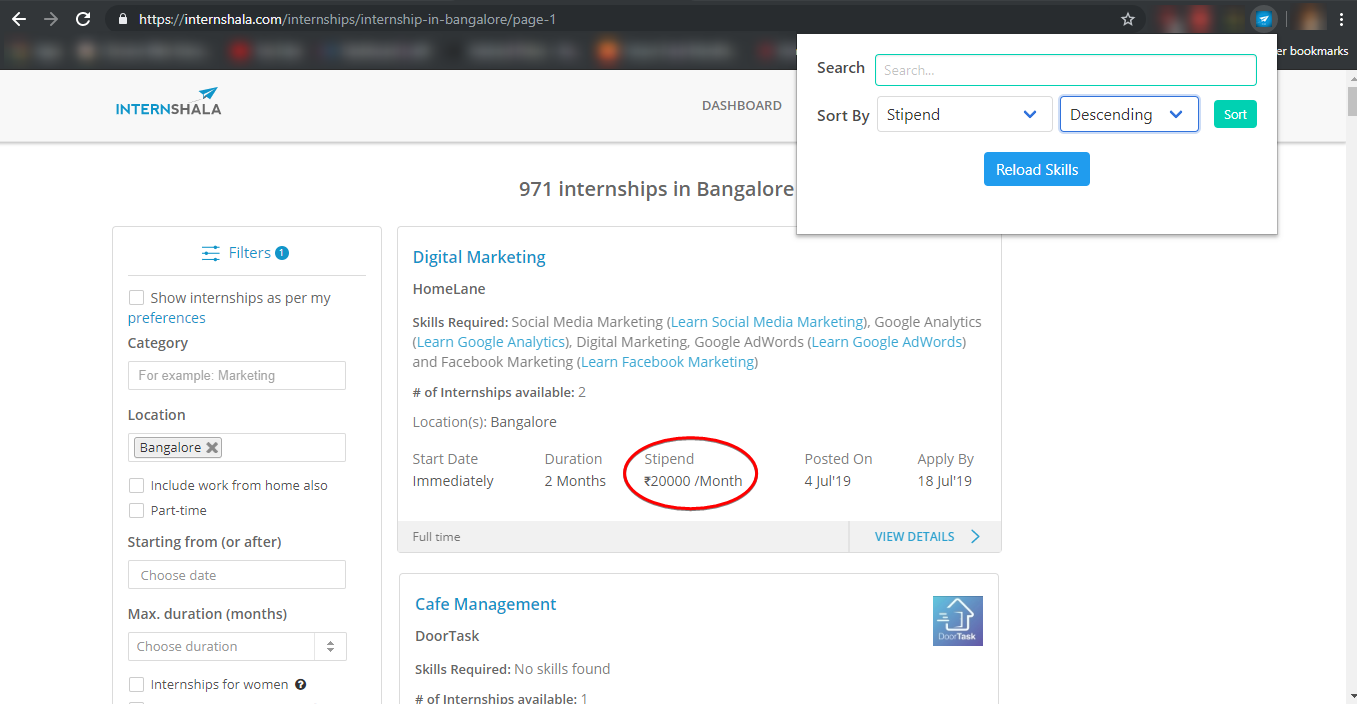 https://internshala.com/internships/internship-in-bangalore/page-1
er bookmarks
Search
Search...
Sort By
Stipend
Descending
Sort
Reload Skills
INTERNSHALA
DASHBOARD
971 internships in Bangalore
Filters 1
Show internships as per my
preferences
Category
For example: Marketing
Location
Bangalore
Include work from home also
Part-time
Starting from (or after)
Choose date
Max. duration (months)
Choose duration
Internships for women
Digital Marketing
HomeLane
Skills Required: Social Media Marketing (Learn Social Media Marketing), Google Analytics
(Learn Google Analytics), Digital Marketing, Google AdWords (Learn Google AdWords)
and Facebook Marketing (Learn Facebook Marketing)
# of Internships available: 2
Location(s): Bangalore
Start Date Duration Stipend Posted On Apply By
Immediately 2 Months ₹20000 /Month 4 Jul'19 18 Jul'19
Full time
VIEW DETAILS
Cafe Management
DoorTask
DoorTask
Skills Required: No skills found
# of Internships available: 1